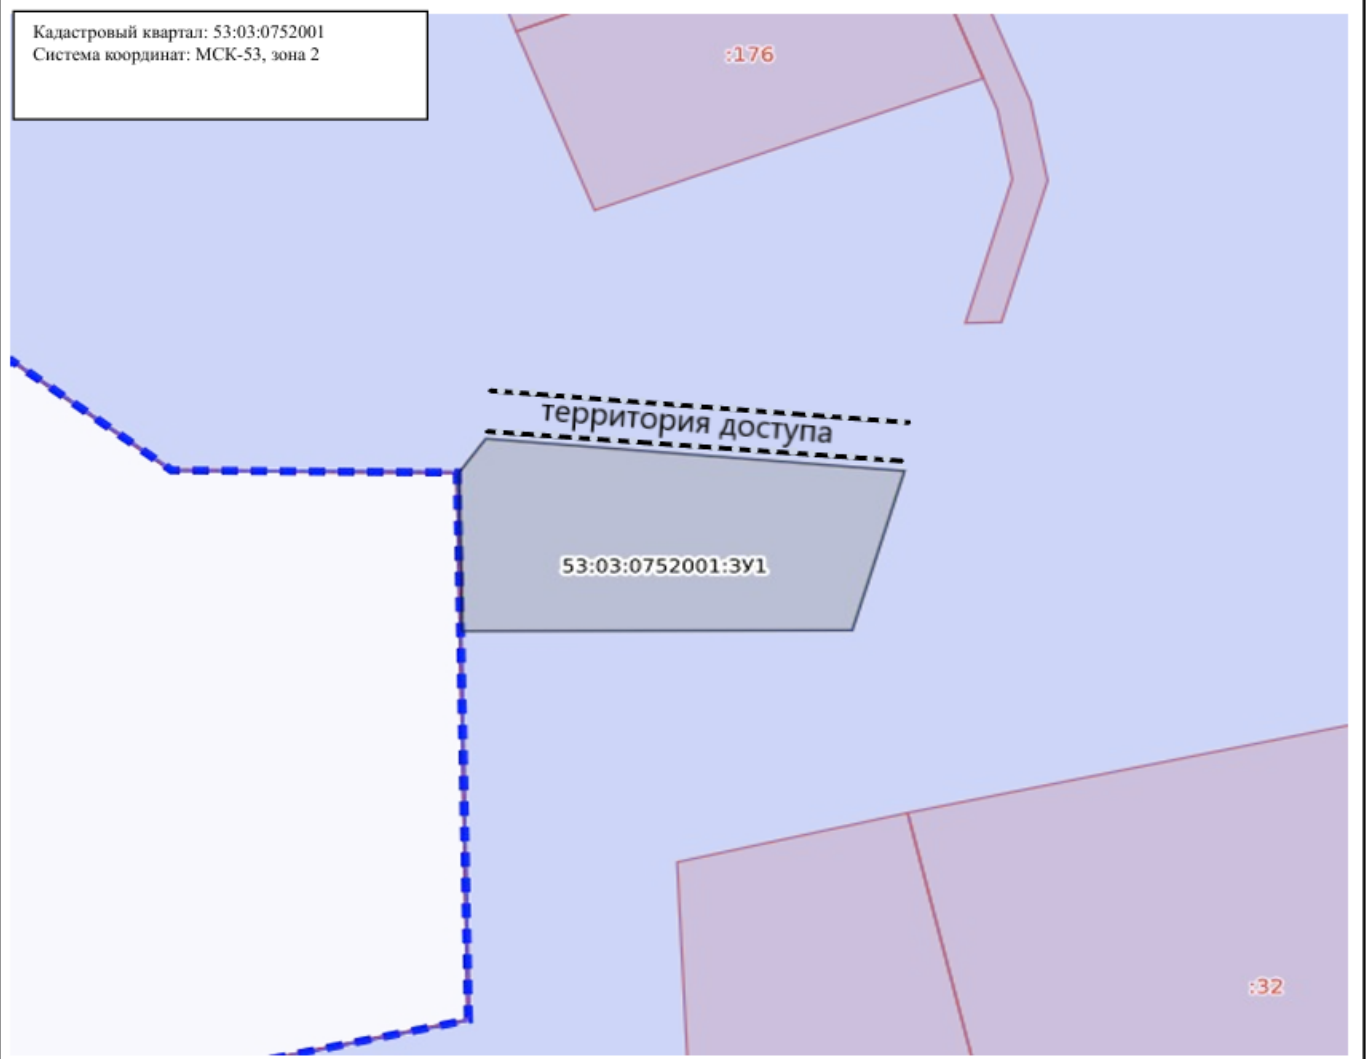 Кадастровый квартал: 53:03:0752001
Система координат: МСК-53, зона 2
:176
территория доступа
53:03:0752001:ЗУ1
:32